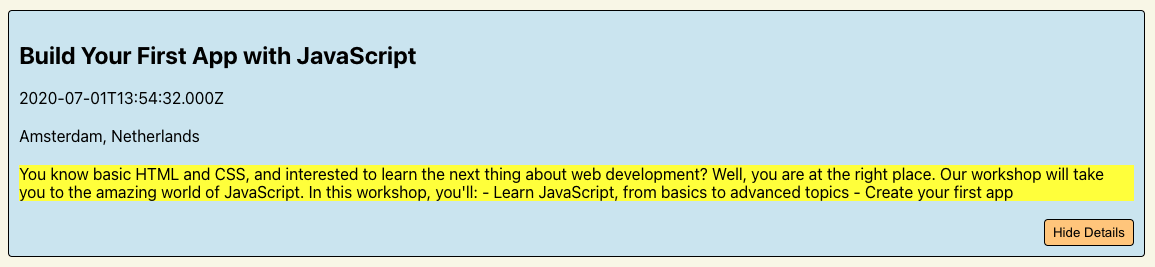 Build Your First App with JavaScript
2020-07-01T13:54:32.000Z
Amsterdam, Netherlands
You know basic HTML and CSS, and interested to learn the next thing about web development? Well, you are at the right place. Our workshop will take
you to the amazing world of JavaScript. In this workshop, you'll: - Learn JavaScript, from basics to advanced topics - Create your first app
Hide Details